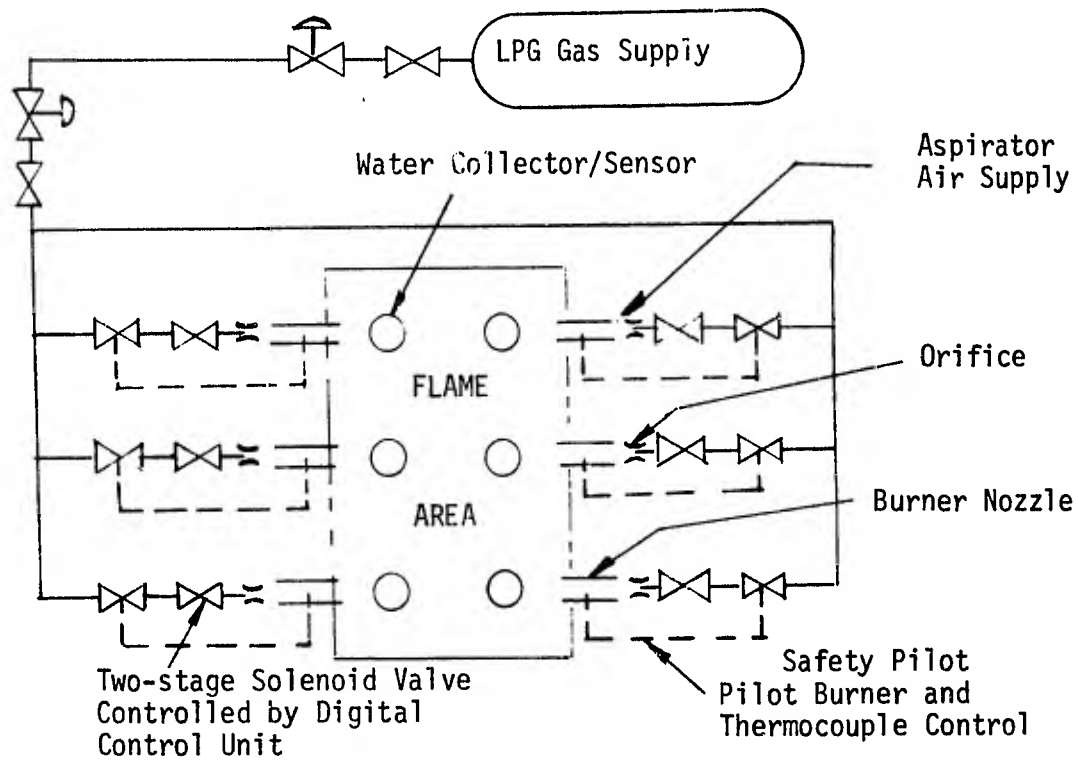 LPG Gas Supply
Water Collector/Sensor
Aspirator
Air Supply
FLAME
Orifice
AREA
Burner Nozzle
Two-stage Solenoid Valve
Controlled by Digital
Control Unit
Safety Pilot
Pilot Burner and
Thermocouple Control